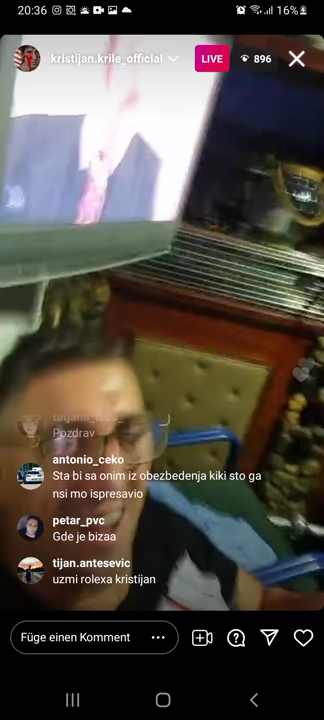 20:36
16%
kristijan.krile_official
LIVE
896
Pozdrav
antonio_ceko
Sta bi sa onim iz obezbedenja kiki sto ga
nsi mo ispresavio
petar_pvc
Gde je bizaa
tijan.antesevic
uzmi rolexa kristijan
Füge einen Komment